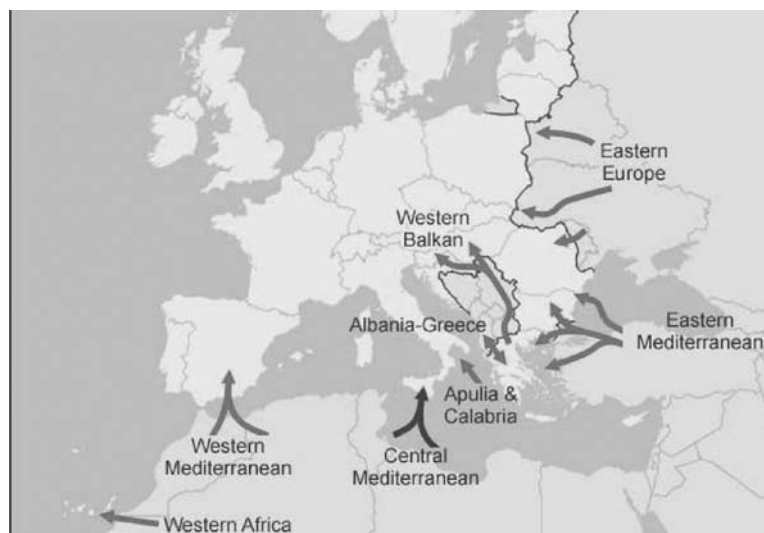 Eastern
Europe
Western
Balkan
Albania-Greece
Eastern
Mediterranean
Apulia &
Calabria
Western
Mediterranean
Central
Mediterranean
Western Africa